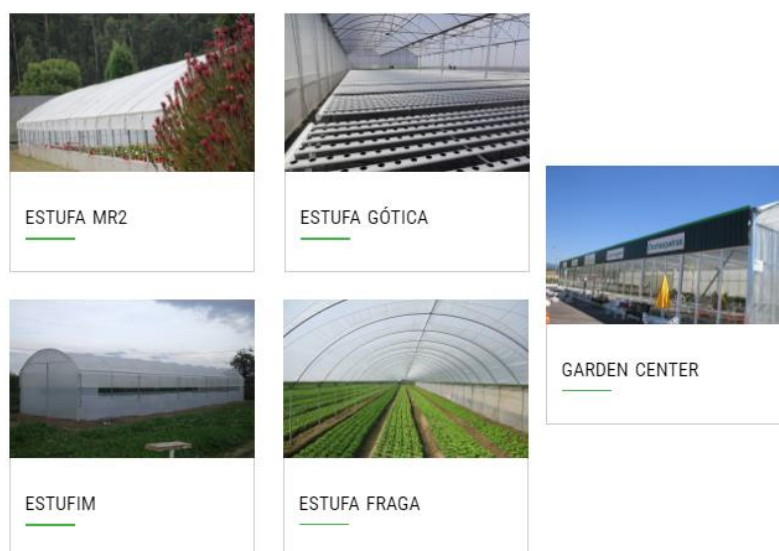 ESTUFA MR2
ESTUFA GÓTICA
GARDEN CENTER
ESTUFIM
ESTUFA FRAGA